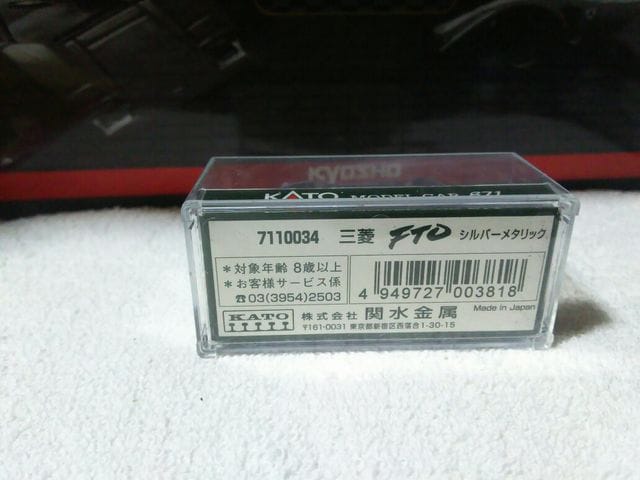 KYOSHO
KATO MODEL CAR 871
7110034 三菱 FTO シルバーメタリック
*対象年齢 8歳以上
*お客様サービス係
☎03(3954)2503
4 949727 003818
KATO 株式会社 関水金属 Made in Japan
〒161-0031 東京都新宿区西落合1-30-15